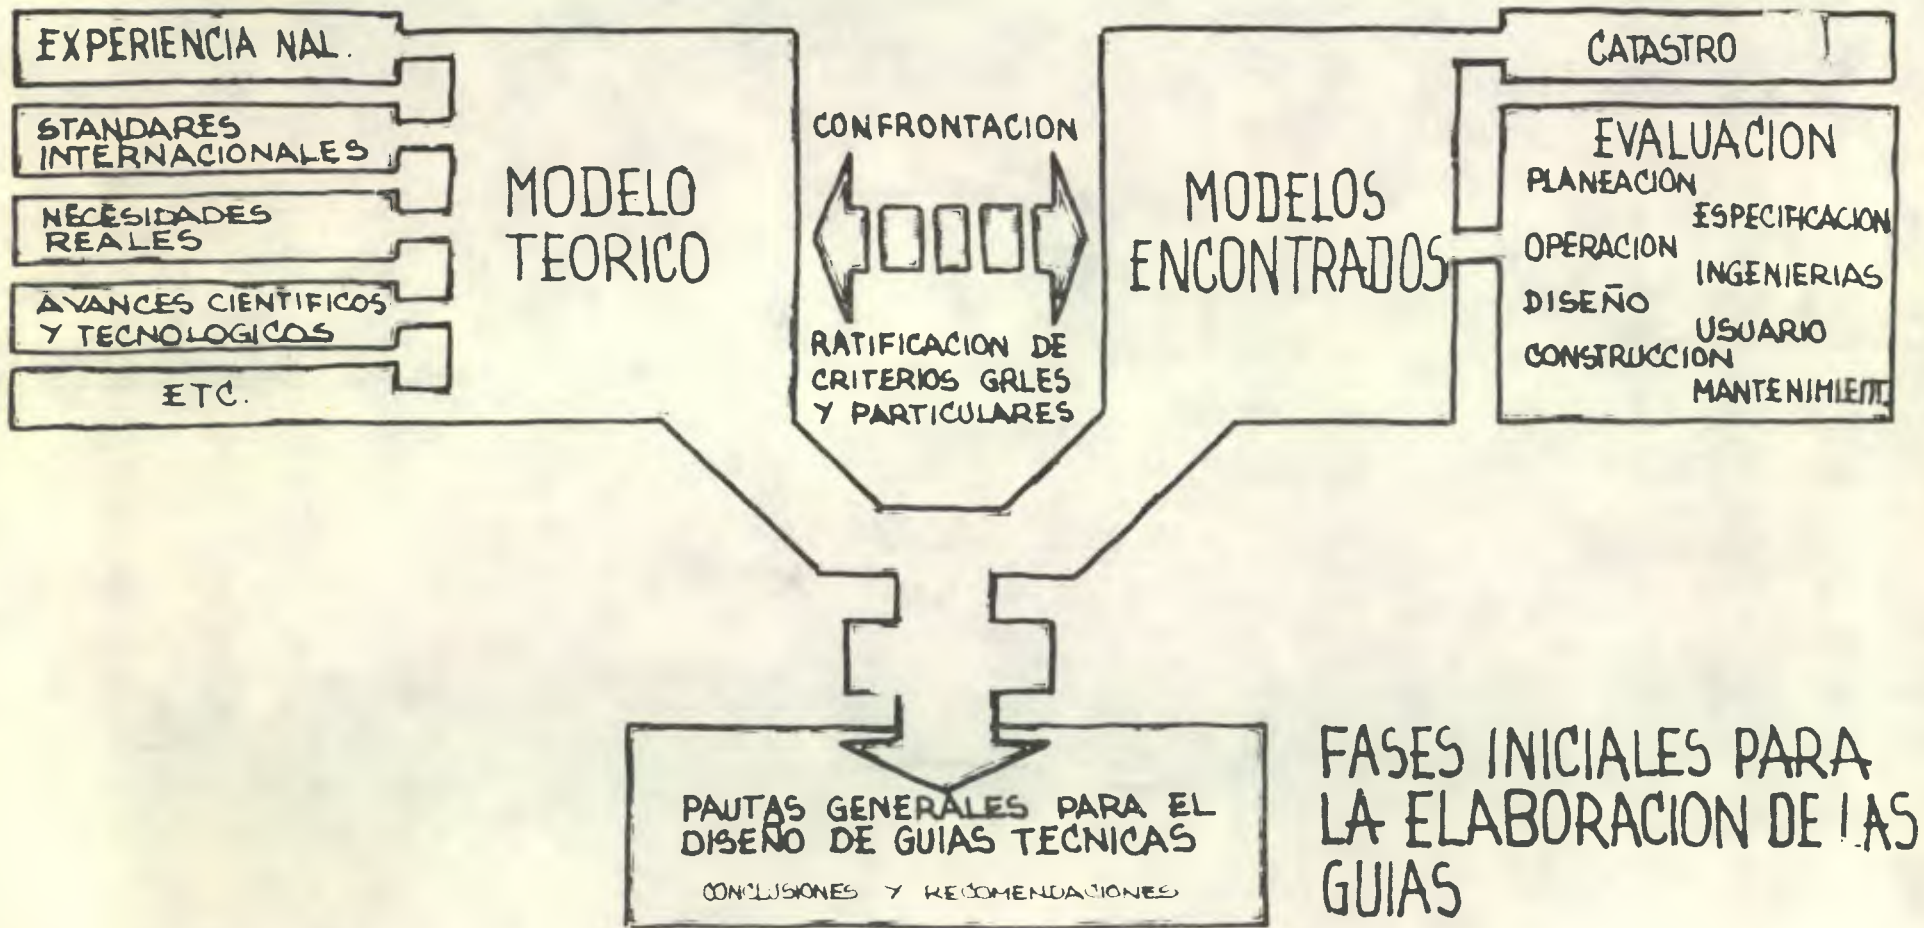 EXPERIENCIA NAL.
STANDARES
INTERNACIONALES
NECESIDADES
REALES
AVANCES CIENTIFICOS
Y TECNOLOGICOS
ETC.
MODELO
TEORICO
CONFRONTACION
RATIFICACION DE
CRITERIOS GRLES
Y PARTICULARES
MODELOS
ENCONTRADOS
CATASTRO
EVALUACION
PLANEACION
ESPECIFICACION
OPERACION
INGENIERIAS
DISEÑO
USUARIO
CONSTRUCCION
MANTENIMIENT.
PAUTAS GENERALES PARA EL
DISEÑO DE GUIAS TECNICAS
CONCLUSIONES Y RECOMENDACIONES
FASES INICIALES PARA
LA ELABORACION DE LAS
GUIAS